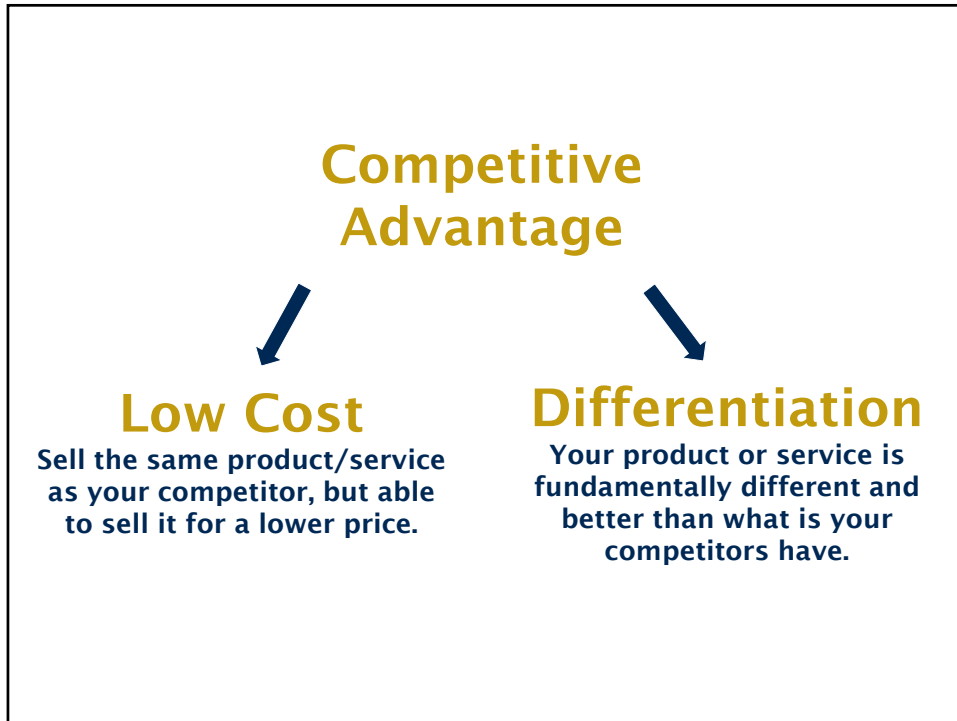 Competitive
Advantage
Low Cost
Sell the same product/service
as your competitor, but able
to sell it for a lower price.
Differentiation
Your product or service is
fundamentally different and
better than what is your
competitors have.